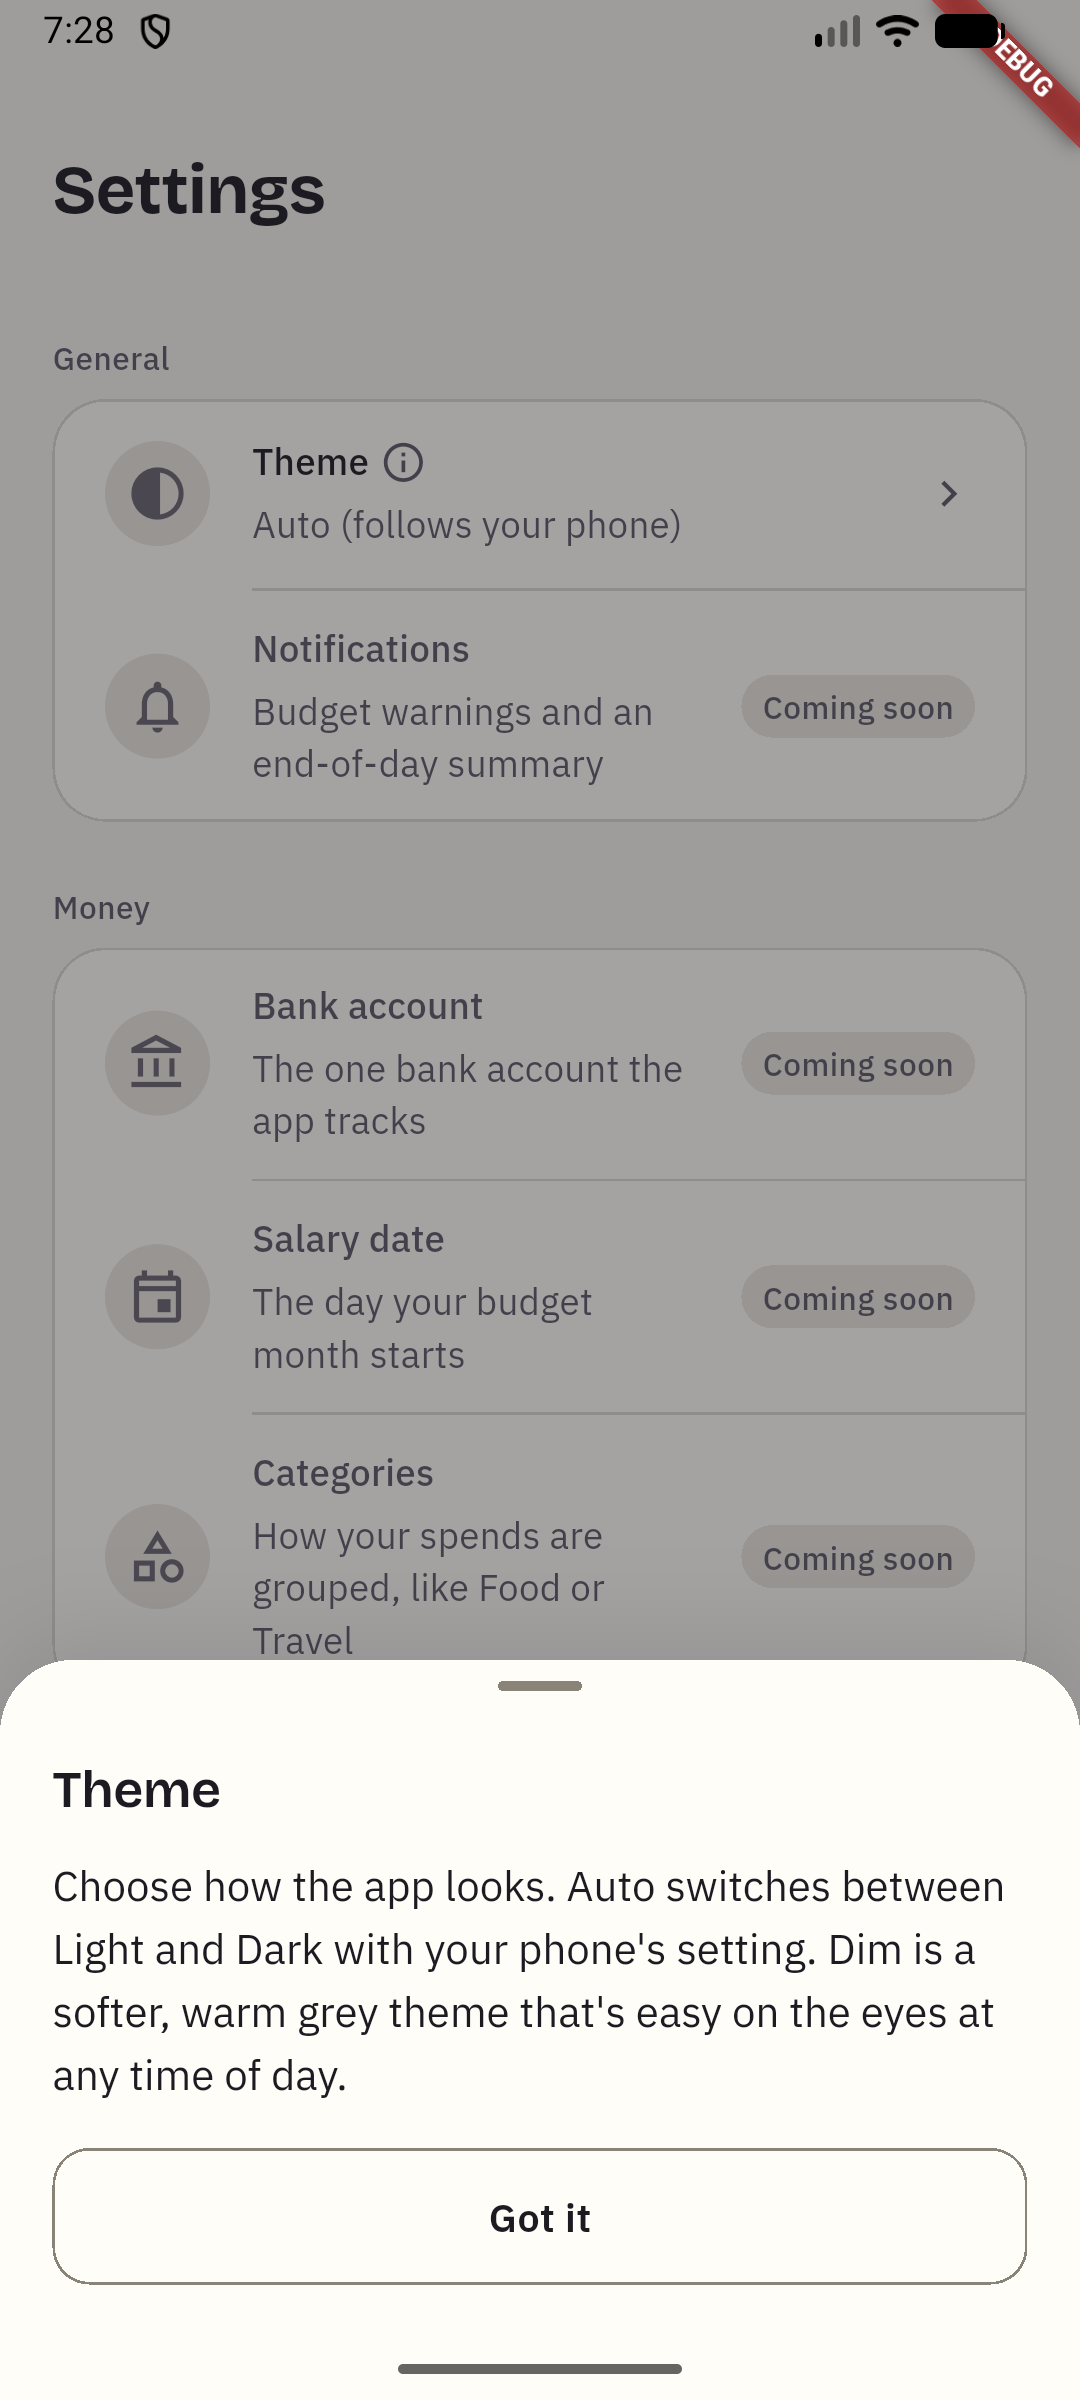 7:28
EBUG
Settings
General
Theme
Auto (follows your phone)
Notifications
Budget warnings and an
end-of-day summary
Coming soon
Money
Bank account
The one bank account the
app tracks
Coming soon
Salary date
The day your budget
month starts
Coming soon
Categories
How your spends are
grouped, like Food or
Travel
Coming soon
Theme
Choose how the app looks. Auto switches between
Light and Dark with your phone's setting. Dim is a
softer, warm grey theme that's easy on the eyes at
any time of day.
Got it